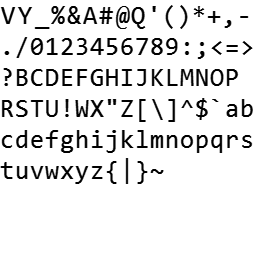 VY_%&A#@Q'()*+,-
./0123456789:;<=>
?BCDEFGHIJKLMNOP
RSTU!WX"Z[\]^$`ab
cdefghijklmnopqrs
tuvwxyz{|}~